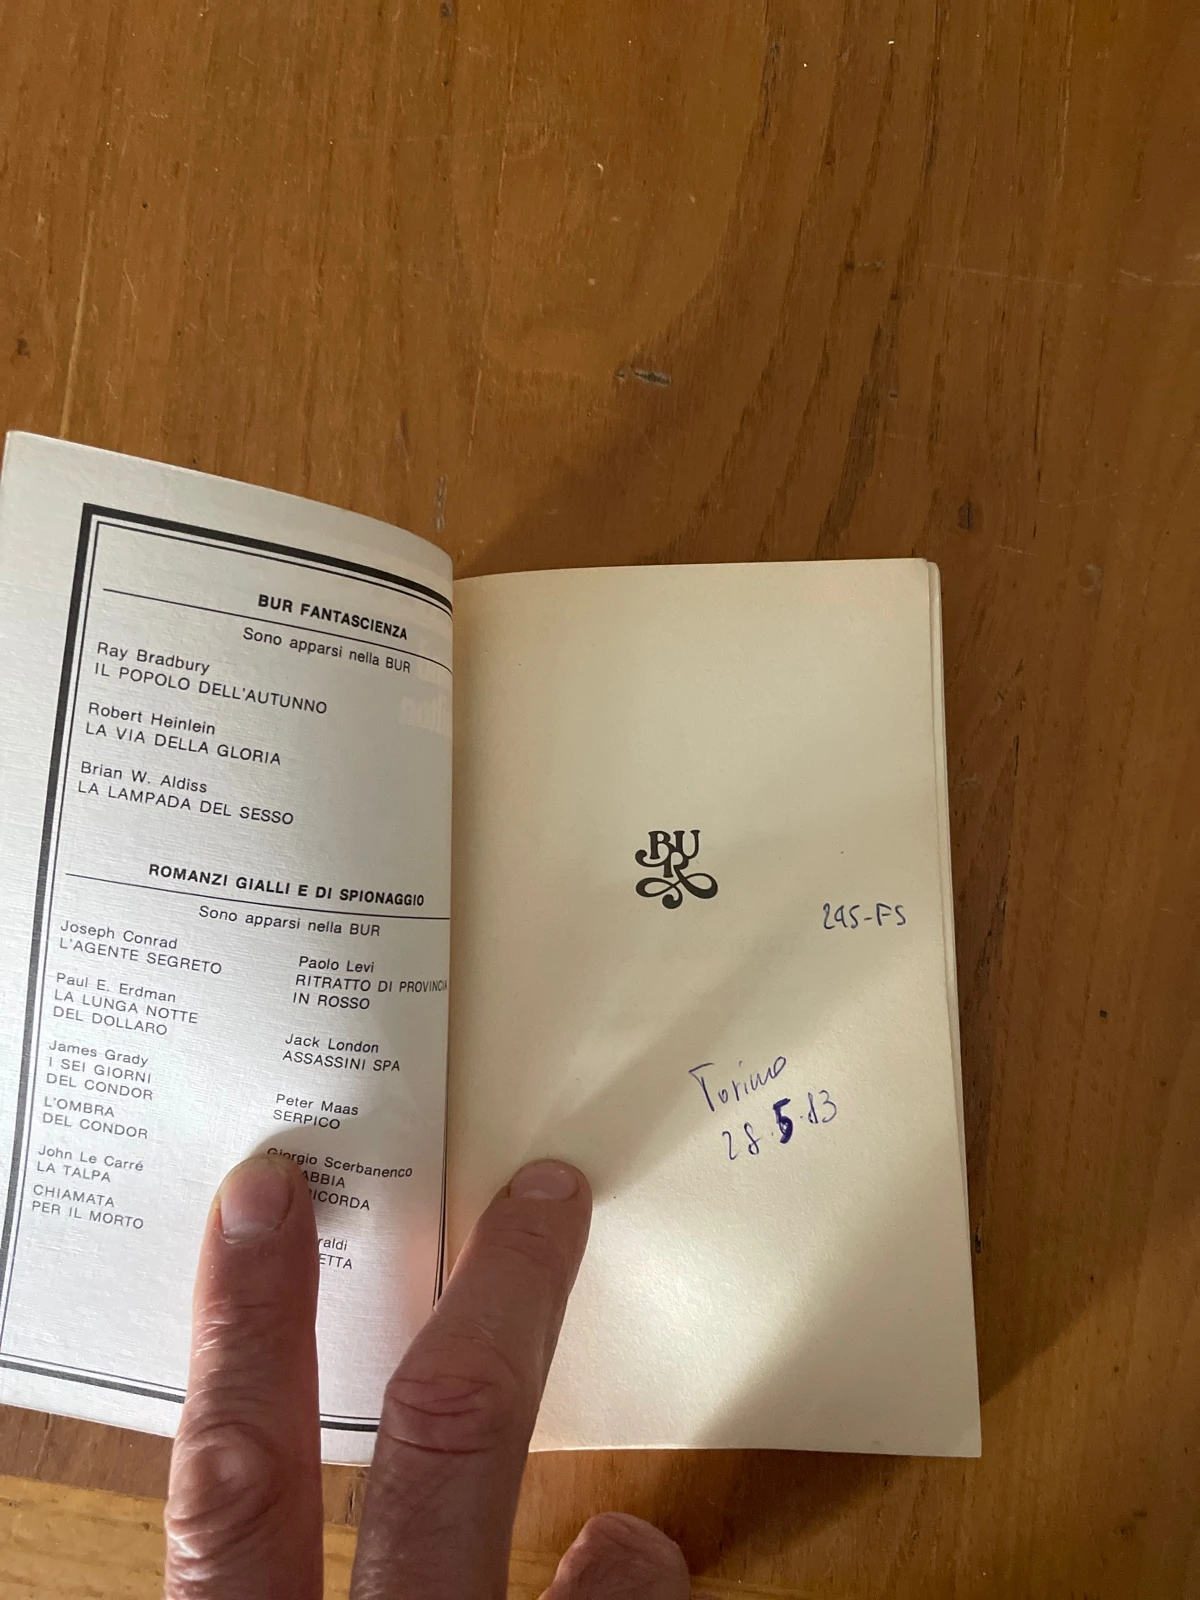 BUR FANTASCIENZA
Sono apparsi nella BUR
Ray Bradbury
IL POPOLO DELL'AUTUNNO
Robert Heinlein
LA VIA DELLA GLORIA
Brian W. Aldiss
LA LAMPADA DEL SESSO
ROMANZI GIALLI E DI SPIONAGGIO
Sono apparsi nella BUR
Joseph Conrad
L'AGENTE SEGRETO
Paul E. Erdman
LA LUNGA NOTTE
DEL DOLLARO
James Grady
I SEI GIORNI
DEL CONDOR
L'OMBRA
DEL CONDOR
John Le Carré
LA TALPA
CHIAMATA
PER IL MORTO
Paolo Levi
RITRATTO DI PROVINCIA
IN ROSSO
Jack London
ASSASSINI SPA
Peter Maas
SERPICO
Giorgio Scerbanenco
BUR
295-FS
Torino
28.5.83